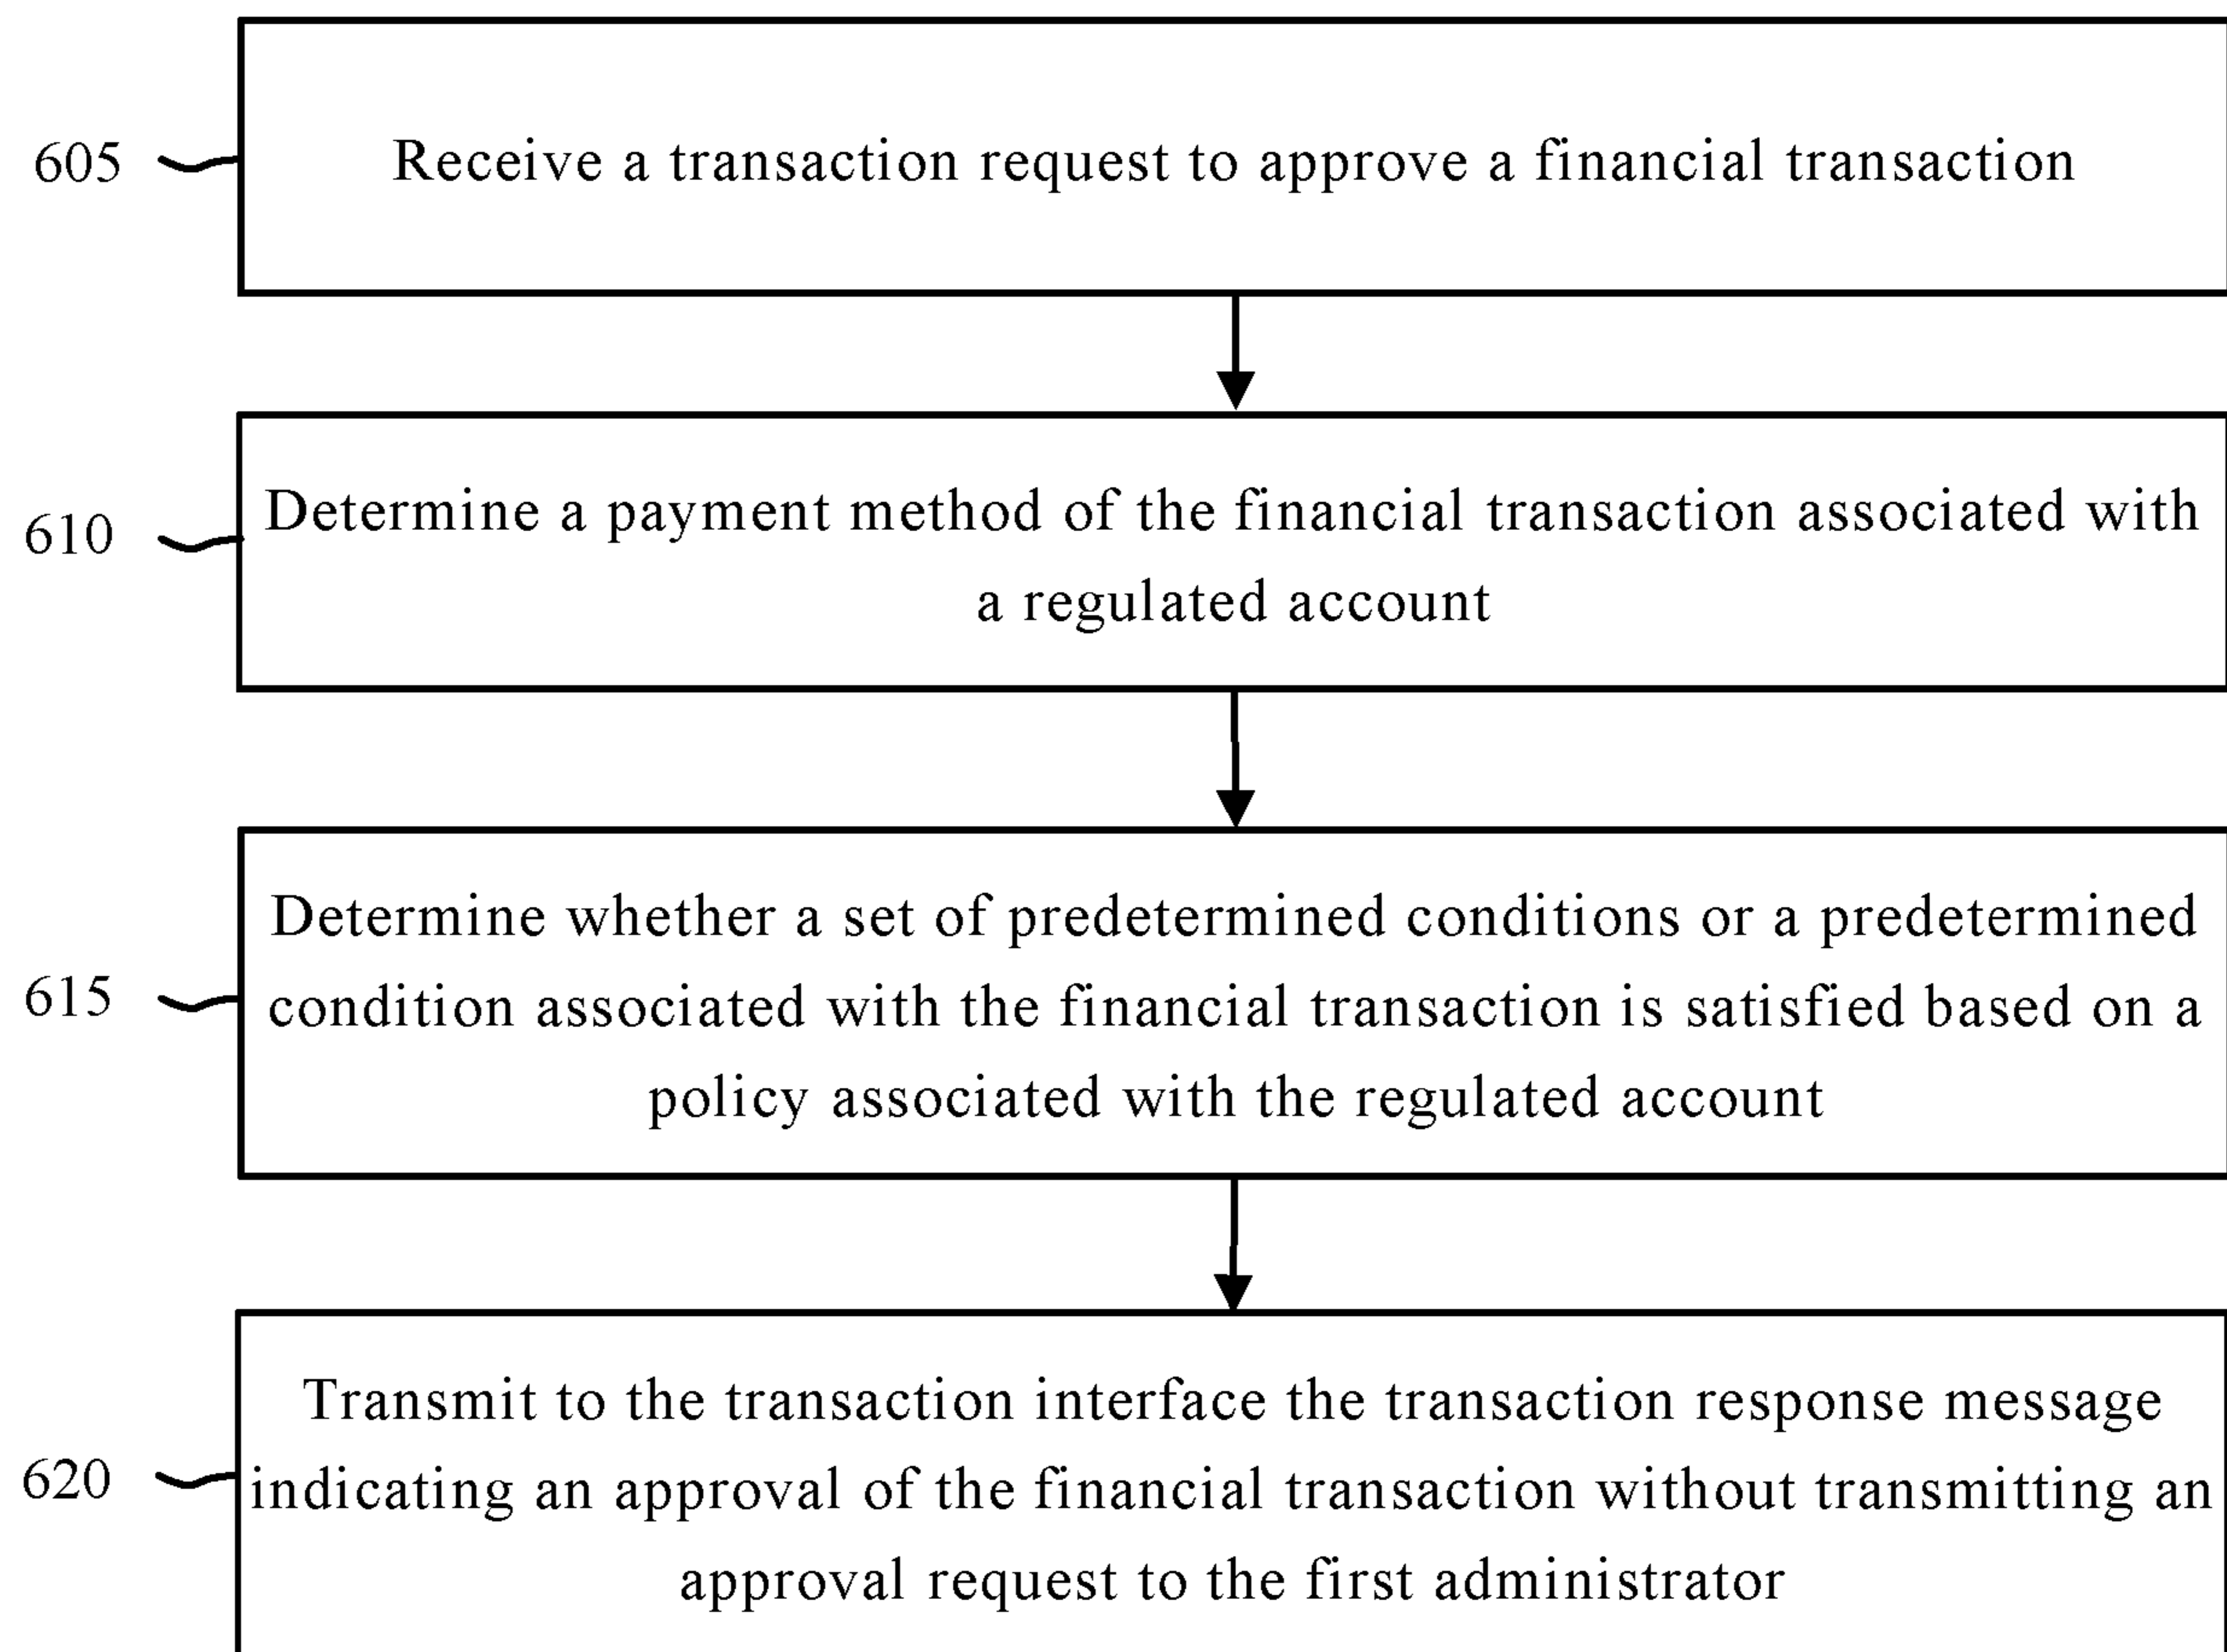 605
Receive a transaction request to approve a financial transaction
610
Determine a payment method of the financial transaction associated with
a regulated account
615
Determine whether a set of predetermined conditions or a predetermined
condition associated with the financial transaction is satisfied based on a
policy associated with the regulated account
620
Transmit to the transaction interface the transaction response message
indicating an approval of the financial transaction without transmitting an
approval request to the first administrator